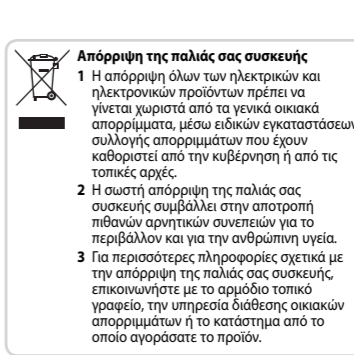 Απόρριψη της παλιάς σας συσκευής
1 Η απόρριψη όλων των ηλεκτρικών και
ηλεκτρονικών προϊόντων πρέπει να
γίνεται χωριστά από τα γενικά οικιακά
απορρίμματα, μέσω ειδικών εγκαταστάσεων
συλλογής απορριμμάτων που έχουν
καθοριστεί από την κυβέρνηση ή από τις
τοπικές αρχές.
2 Η σωστή απόρριψη της παλιάς σας
συσκευής συμβάλλει στην αποτροπή
πιθανών αρνητικών συνεπειών για το
περιβάλλον και για την ανθρώπινη υγεία.
3 Για περισσότερες πληροφορίες σχετικά με
την απόρριψη της παλιάς σας συσκευής,
επικοινωνήστε με το αρμόδιο τοπικό
γραφείο, την υπηρεσία διάθεσης οικιακών
απορριμμάτων ή το κατάστημα από το
οποίο αγοράσατε το προϊόν.